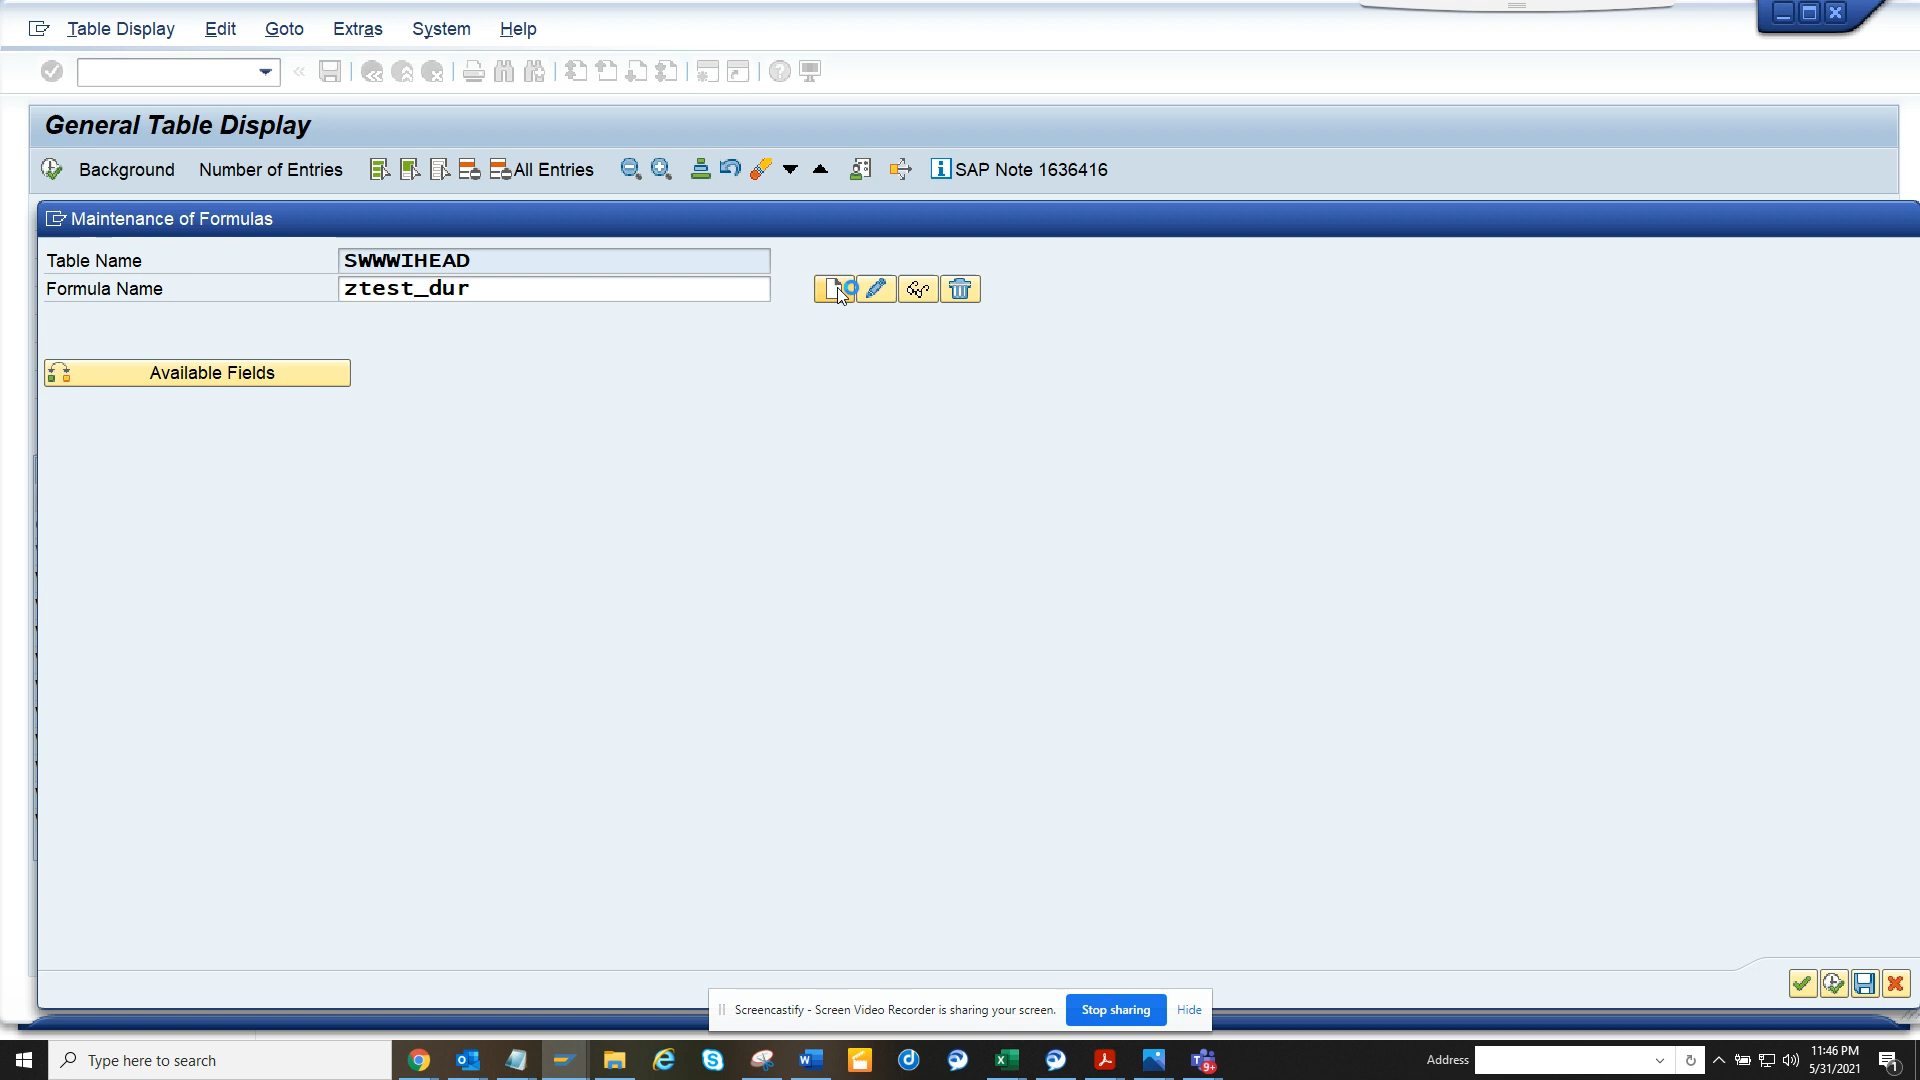 Table Display Edit Goto Extras System Help
General Table Display
Background Number of Entries All Entries SAP Note 1636416
Maintenance of Formulas
Table Name SWWWIHEAD
Formula Name ztest_dur
Available Fields
Screencastify - Screen Video Recorder is sharing your screen. Stop sharing Hide
Type here to search
Address
11:46 PM
5/31/2021
9+
1